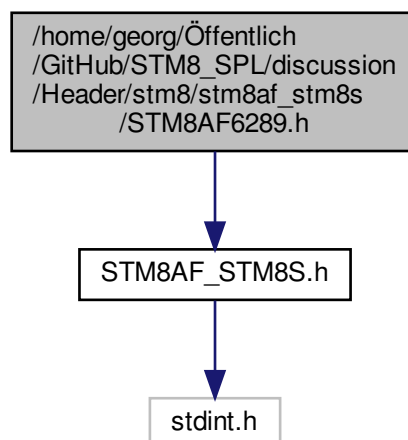 /home/georg/Öffentlich
/GitHub/STM8_SPL/discussion
/Header/stm8/stm8af_stm8s
/STM8AF6289.h
STM8AF_STM8S.h
stdint.h